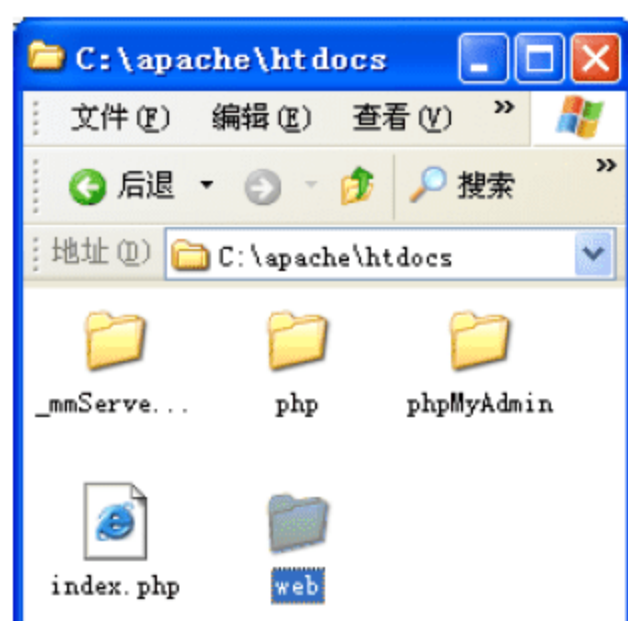 C:\apache\htdocs
文件(F) 编辑(E) 查看(V) »
后退 搜索 »
地址(D) C:\apache\htdocs
_mmServe... php phpMyAdmin
index.php web